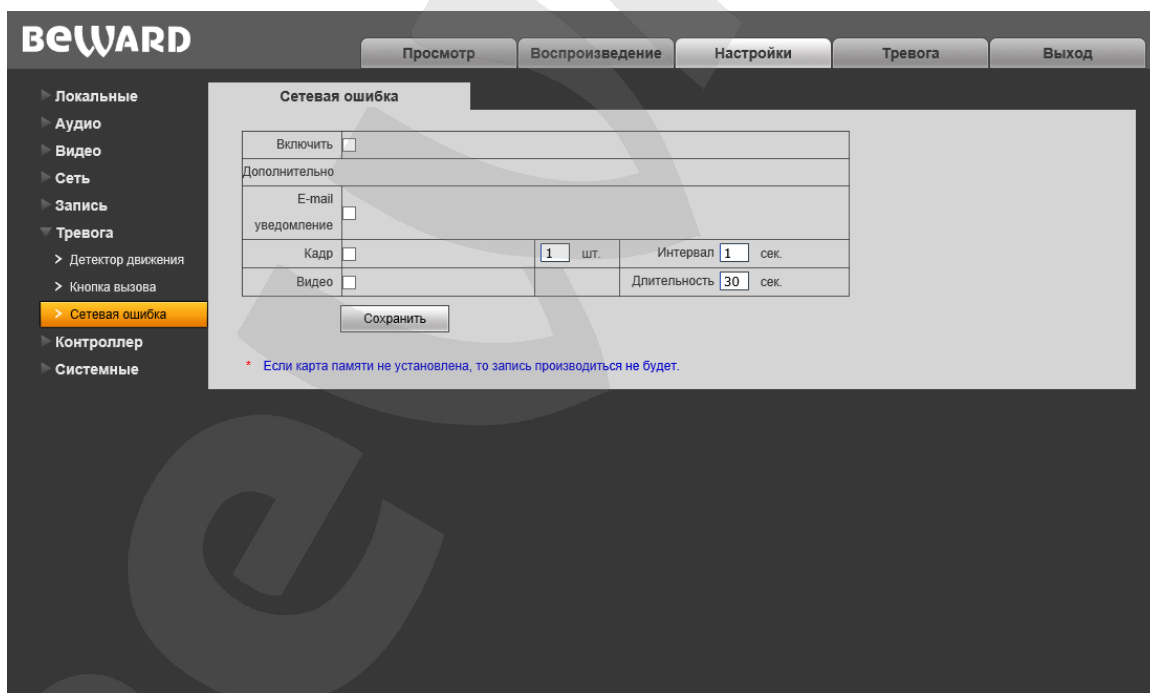 BEWARD
Просмотр Воспроизведение Настройки Тревога Выход
Локальные
Аудио
Видео
Сеть
Запись
Тревога
Детектор движения
Кнопка вызова
Сетевая ошибка
Контроллер
Системные
Сетевая ошибка
Включить
Дополнительно
E-mail
уведомление
Кадр 1 шт. Интервал 1 сек.
Видео Длительность 30 сек.
Сохранить
* Если карта памяти не установлена, то запись производиться не будет.